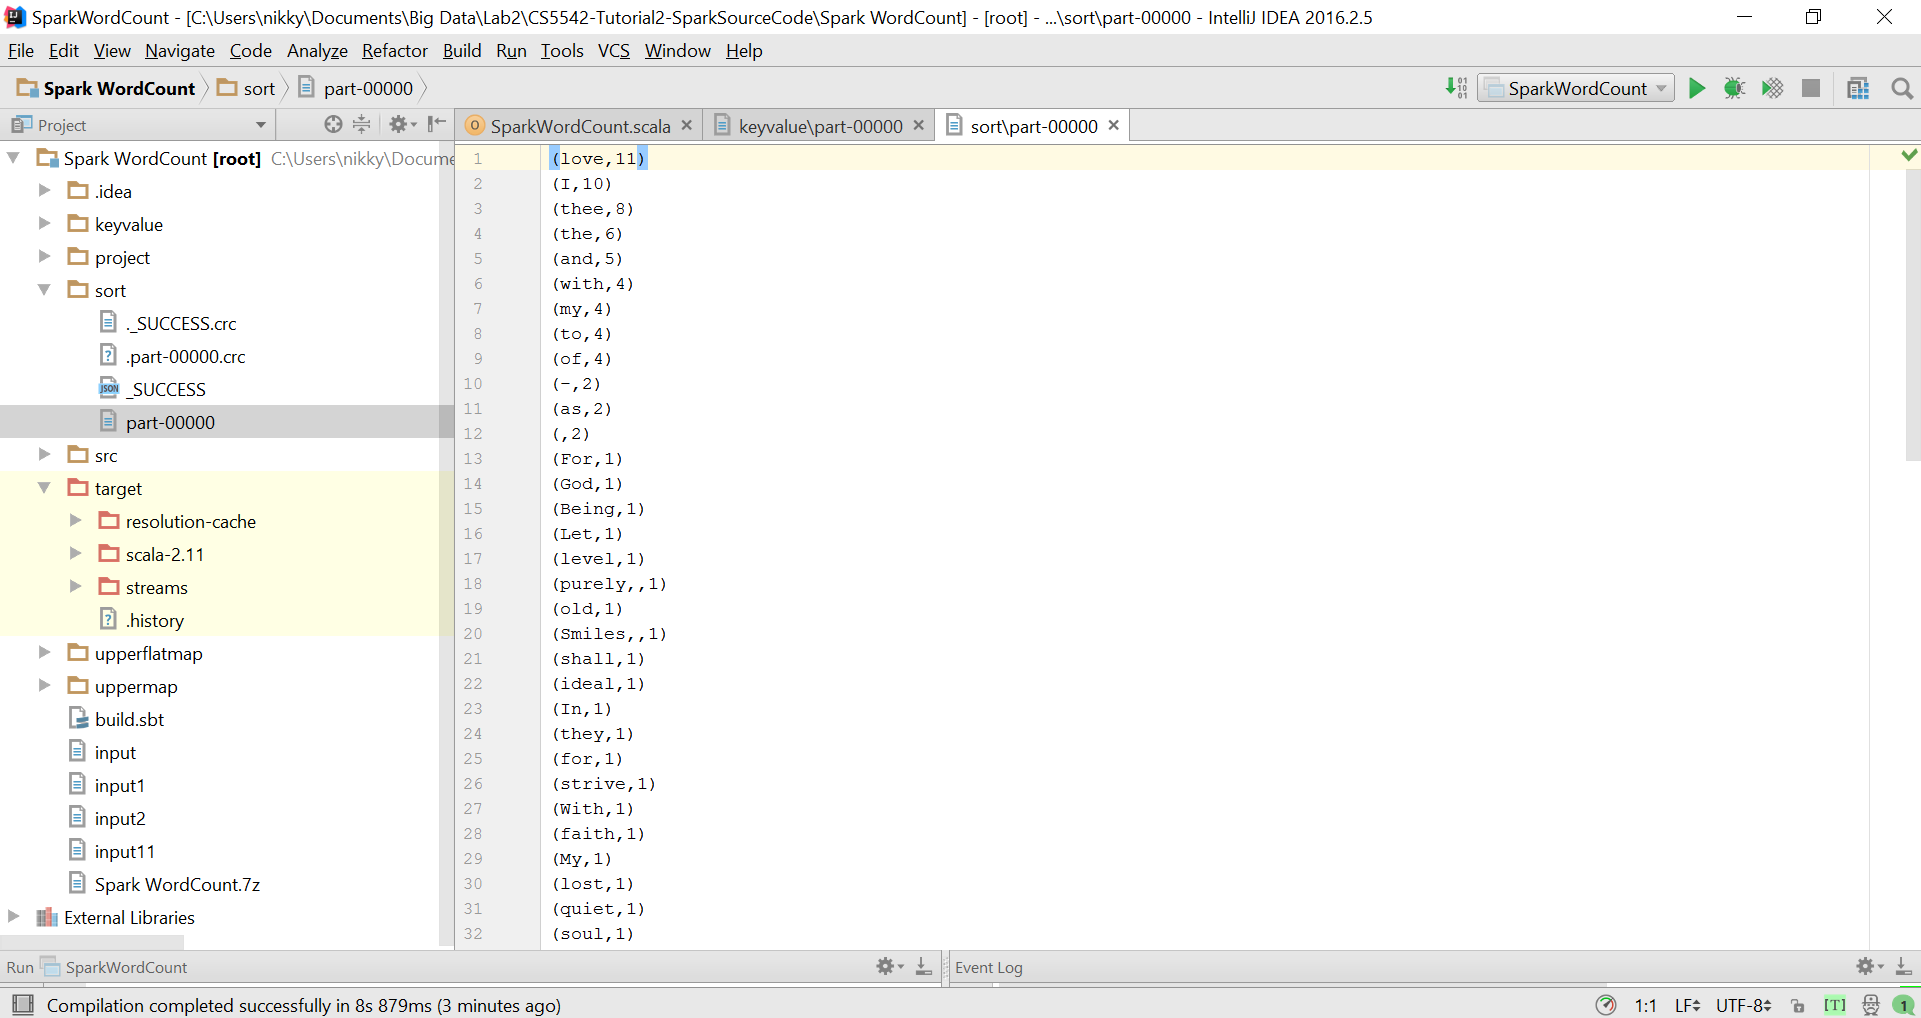 SparkWordCount - [C:\Users\nikky\Documents\Big Data\Lab2\CS5542-Tutorial2-SparkSourceCode\Spark WordCount] - [root] - ...\sort\part-00000 - IntelliJ IDEA 2016.2.5
File Edit View Navigate Code Analyze Refactor Build Run Tools VCS Window Help
Spark WordCount sort part-00000 SparkWordCount
Project
SparkWordCount.scala keyvalue\part-00000 sort\part-00000
Spark WordCount [root] C:\Users\nikky\Docume
.idea
keyvalue
project
sort
._SUCCESS.crc
.part-00000.crc
_SUCCESS
part-00000
src
target
resolution-cache
scala-2.11
streams
.history
upperflatmap
uppermap
build.sbt
input
input1
input2
input11
Spark WordCount.7z
External Libraries
1 (love,11)
2 (I,10)
3 (thee,8)
4 (the,6)
5 (and,5)
6 (with,4)
7 (my,4)
8 (to,4)
9 (of,4)
10 (-,2)
11 (as,2)
12 (,2)
13 (For,1)
14 (God,1)
15 (Being,1)
16 (Let,1)
17 (level,1)
18 (purely,,1)
19 (old,1)
20 (Smiles,,1)
21 (shall,1)
22 (ideal,1)
23 (In,1)
24 (they,1)
25 (for,1)
26 (strive,1)
27 (With,1)
28 (faith,1)
29 (My,1)
30 (lost,1)
31 (quiet,1)
32 (soul,1)
Run SparkWordCount
Event Log
Compilation completed successfully in 8s 879ms (3 minutes ago)
1:1 LF UTF-8 [T] 1